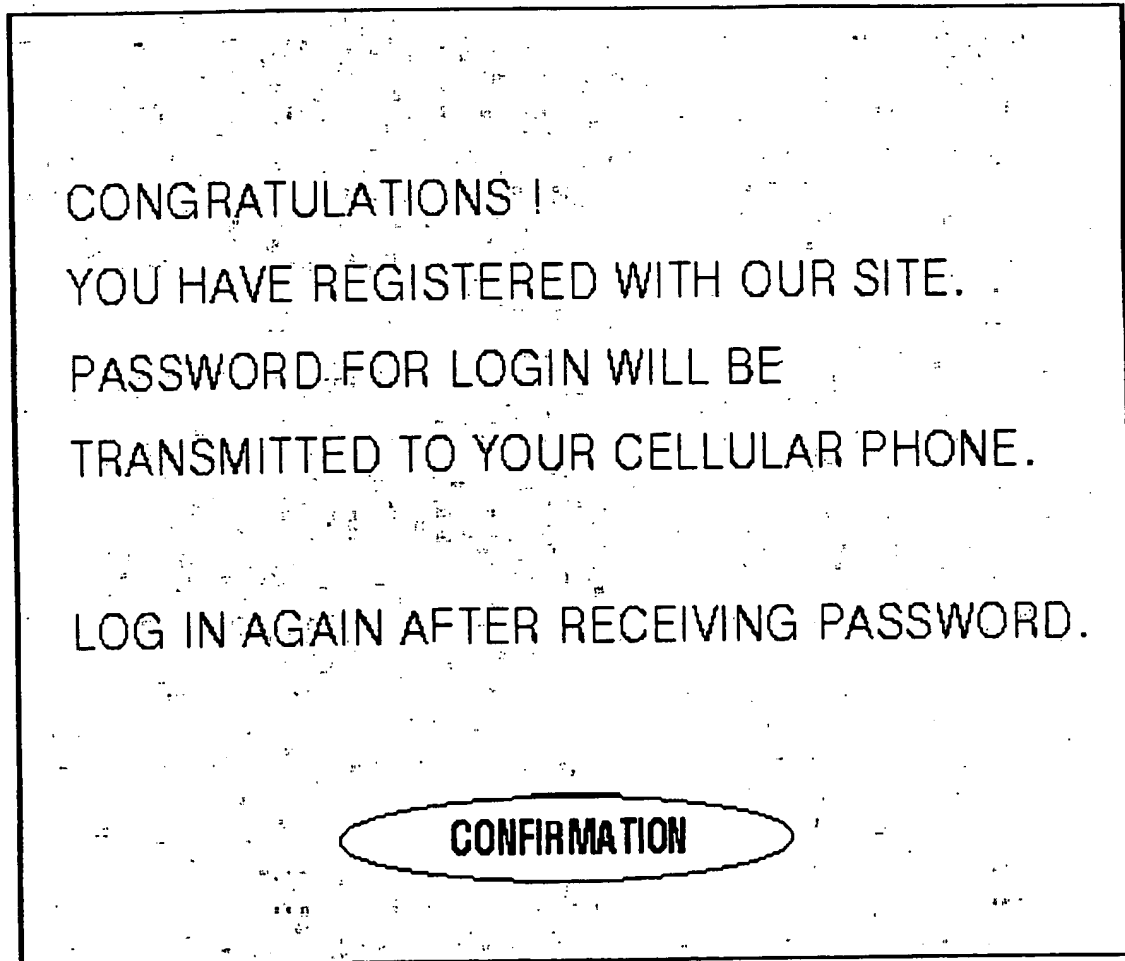 CONGRATULATIONS !
YOU HAVE REGISTERED WITH OUR SITE.
PASSWORD FOR LOGIN WILL BE
TRANSMITTED TO YOUR CELLULAR PHONE.
LOG IN AGAIN AFTER RECEIVING PASSWORD.
CONFIRMATION